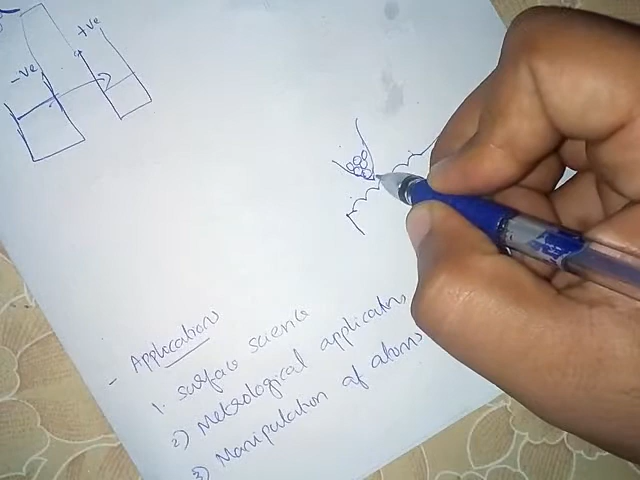 -ve
+ve
- Applications
1. Surface science
2) Metrological applications
3) Manipulation of atoms